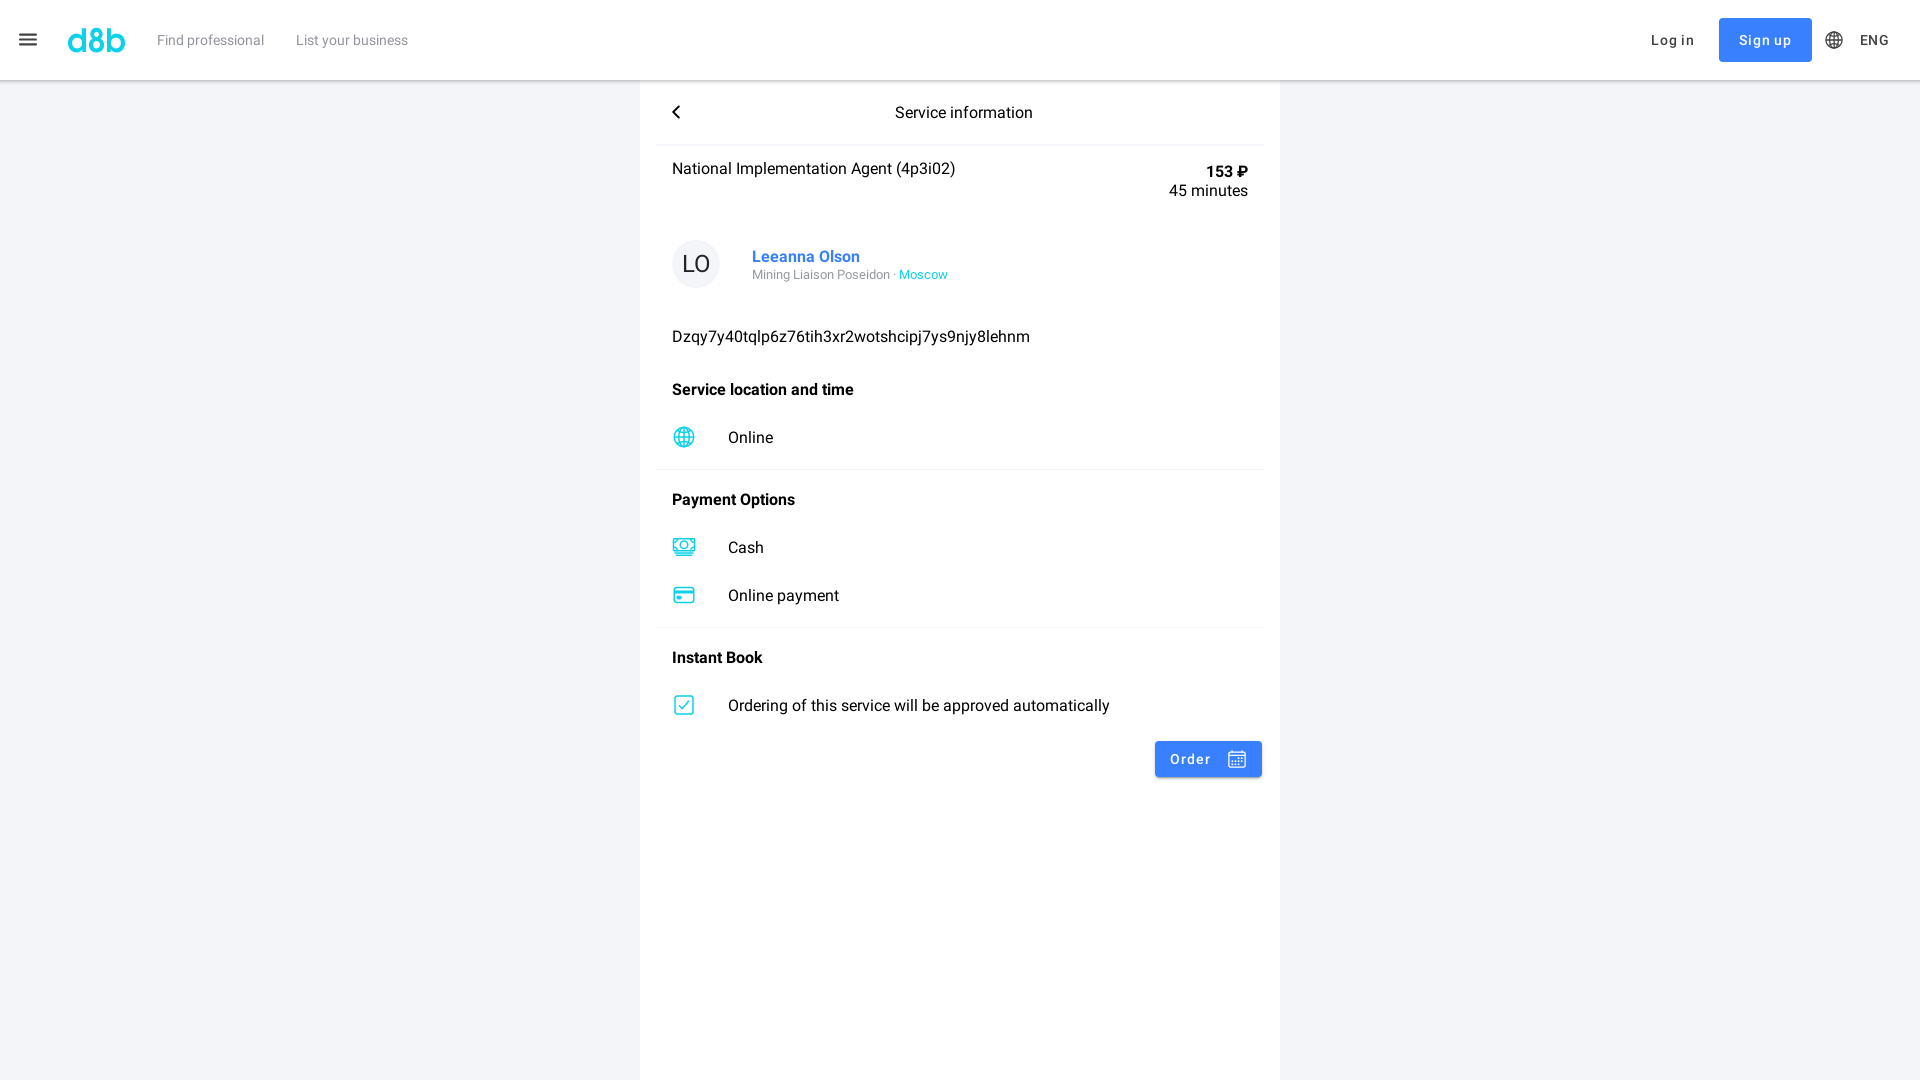 d8b
Find professional
List your business
Log in
Sign up
ENG
Service information
National Implementation Agent (4p3i02)
153 ₽
45 minutes
LO
Leeanna Olson
Mining Liaison Poseidon · Moscow
Dzqy7y40tqlp6z76tih3xr2wotshcipj7ys9njy8lehnm
Service location and time
Online
Payment Options
Cash
Online payment
Instant Book
Ordering of this service will be approved automatically
Order